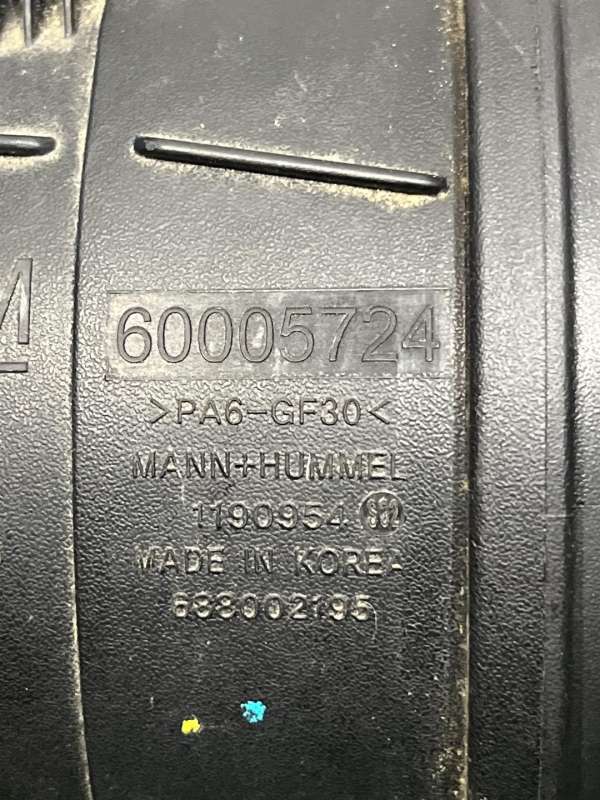 M
60005724
>PA6-GF30<
MANN+HUMMEL
1190954
MADE IN KOREA
688002195